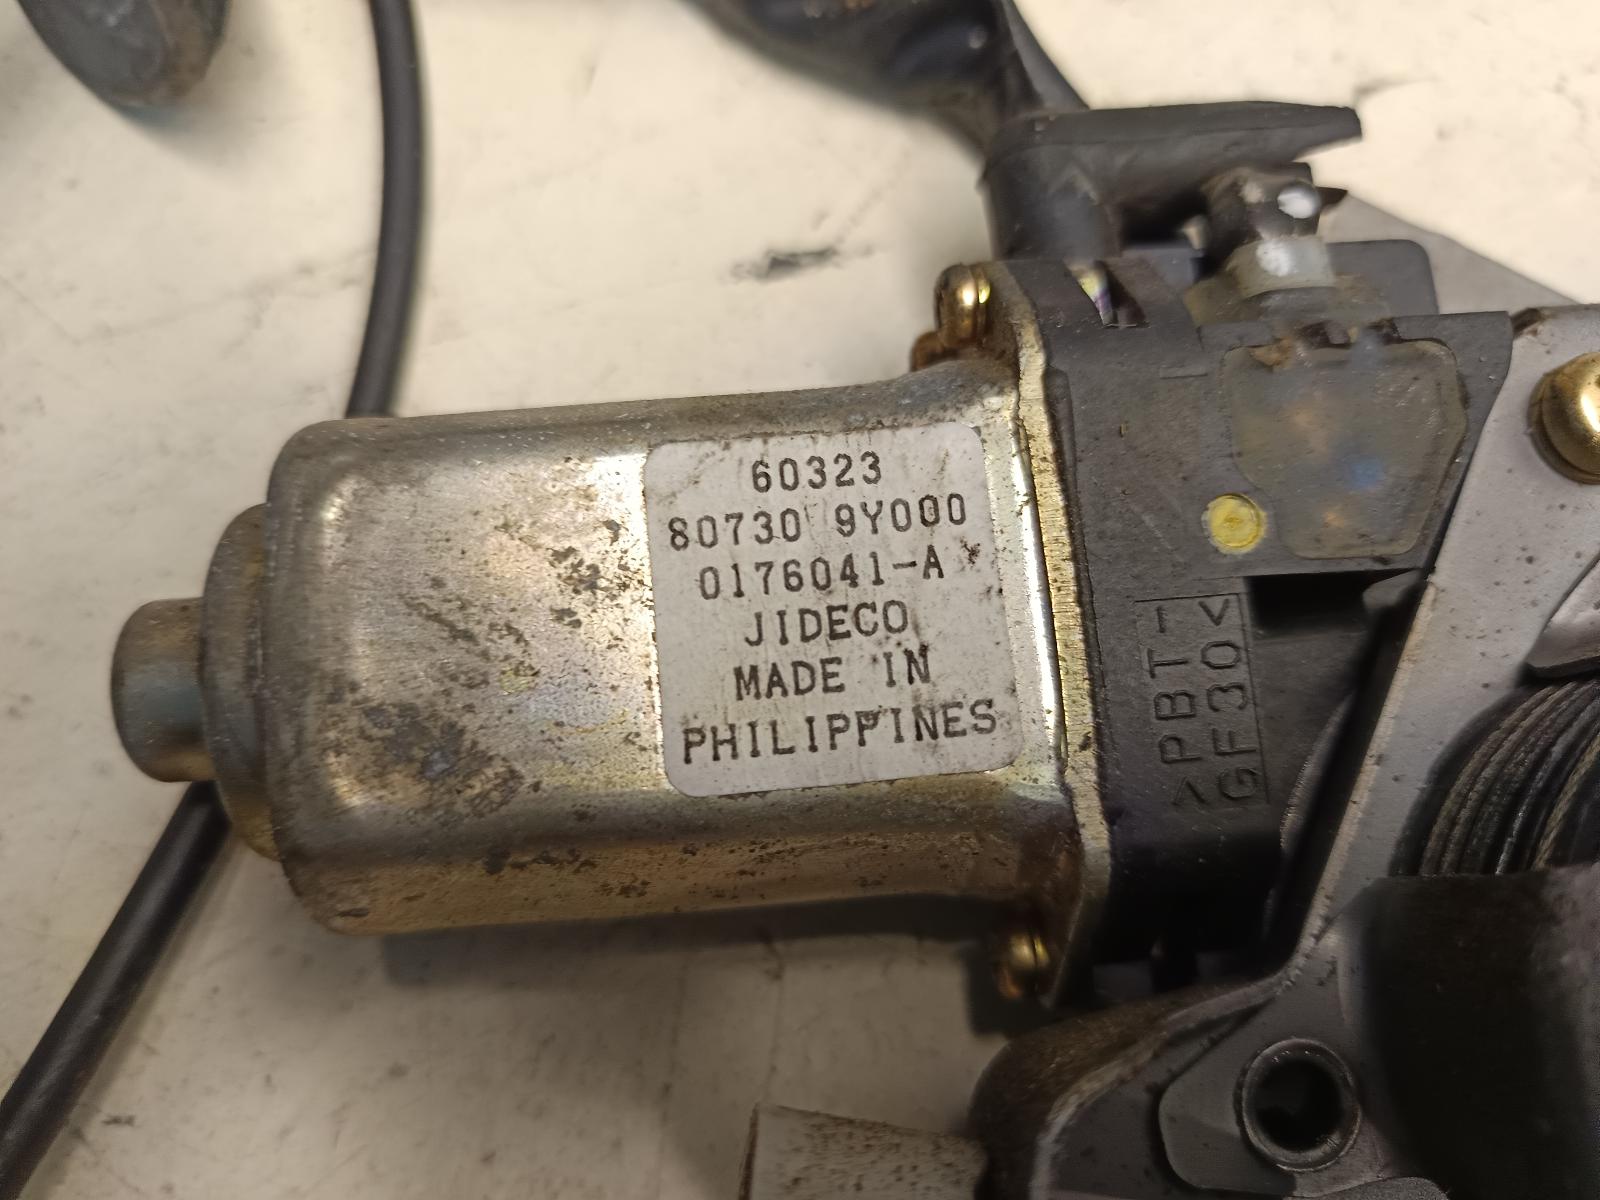 60323
80730 9Y000
0176041-A
JIDECO
MADE IN
PHILIPPINES
>PBT-
GF30<